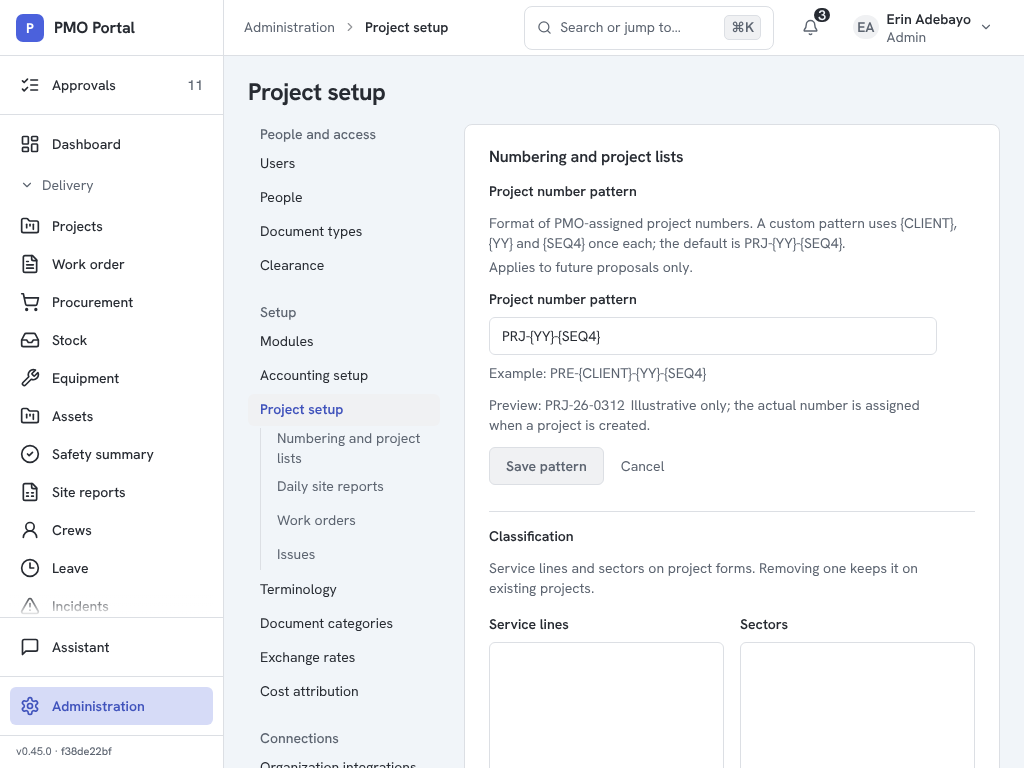 P PMO Portal
Administration > Project setup
Search or jump to...
⌘K
3
EA
Erin Adebayo
Admin
Approvals 11
Dashboard
Delivery
Projects
Work order
Procurement
Stock
Equipment
Assets
Safety summary
Site reports
Crews
Leave
Incidents
Assistant
Administration
v0.45.0 · f38de22bf
Project setup
People and access
Users
People
Document types
Clearance
Setup
Modules
Accounting setup
Project setup
Numbering and project
lists
Daily site reports
Work orders
Issues
Terminology
Document categories
Exchange rates
Cost attribution
Connections
Organization integrations
Numbering and project lists
Project number pattern
Format of PMO-assigned project numbers. A custom pattern uses {CLIENT},
{YY} and {SEQ4} once each; the default is PRJ-{YY}-{SEQ4}.
Applies to future proposals only.
Project number pattern
PRJ-{YY}-{SEQ4}
Example: PRE-{CLIENT}-{YY}-{SEQ4}
Preview: PRJ-26-0312 Illustrative only; the actual number is assigned
when a project is created.
Save pattern
Cancel
Classification
Service lines and sectors on project forms. Removing one keeps it on
existing projects.
Service lines
Sectors